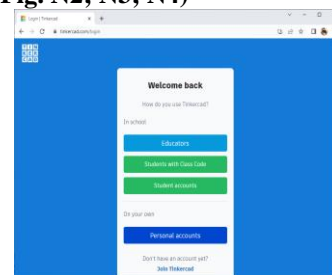 Fig. N2, N3, N4)
Login | Tinkercad
tinkercad.com/login
TIN
KER
CAD
Welcome back
How do you use Tinkercad?
In school
Educators
Students with Class Code
Student accounts
On your own
Personal accounts
Don't have an account yet?
Join Tinkercad